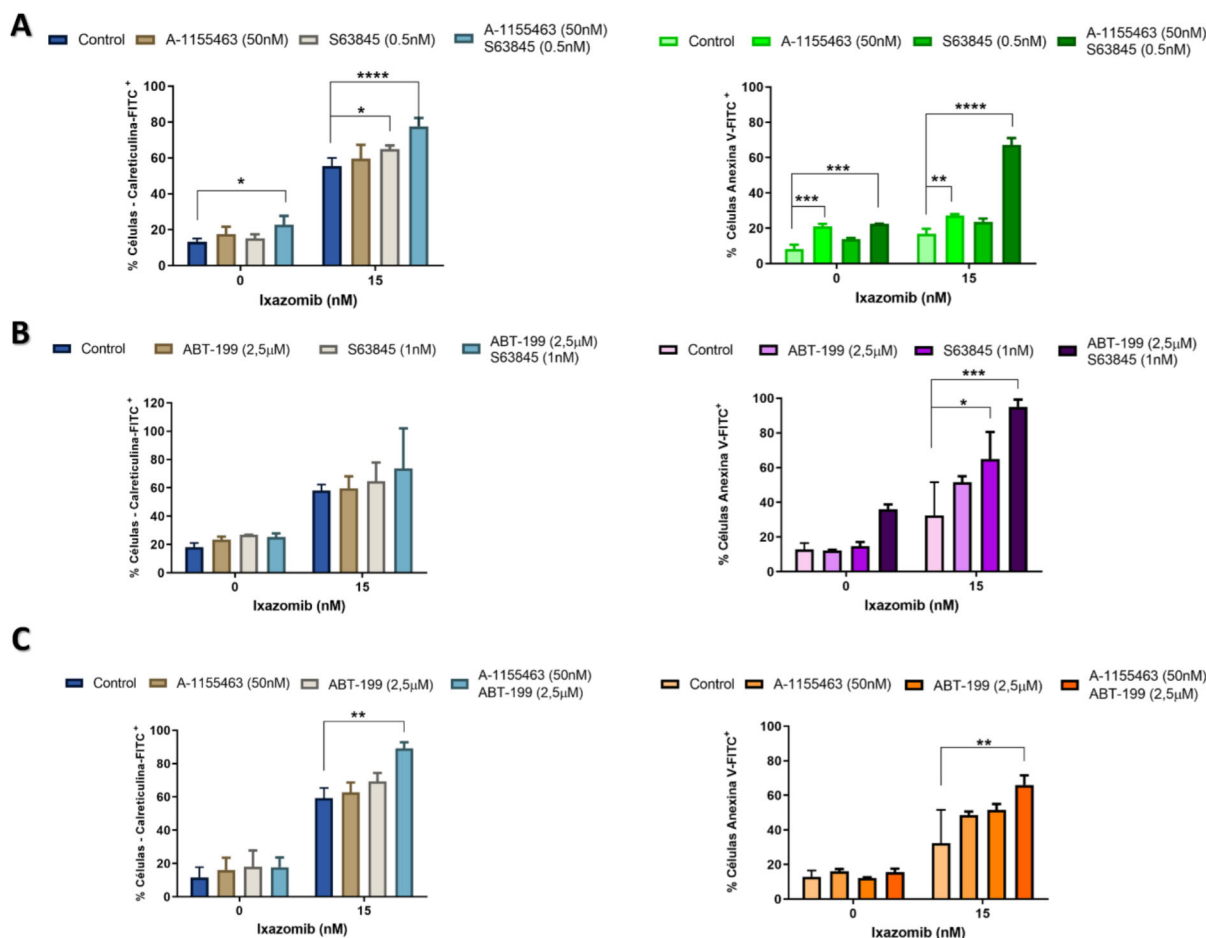 A
Control A-1155463 (50nM) S63845 (0.5nM) A-1155463 (50nM)
S63845 (0.5nM)
% Células - Calreticulina-FITC+
100
80
60
40
20
0
*
*
****
0 15
Ixazomib (nM)
Control A-1155463 (50nM) S63845 (0.5nM) A-1155463 (50nM)
S63845 (0.5nM)
% Células Anexina V-FITC+
100
80
60
40
20
0
***
***
**
****
0 15
Ixazomib (nM)
B
Control ABT-199 (2,5μM) S63845 (1nM) ABT-199 (2,5μM)
S63845 (1nM)
% Células - Calreticulina-FITC+
120
100
80
60
40
20
0
0 15
Ixazomib (nM)
Control ABT-199 (2,5μM) S63845 (1nM) ABT-199 (2,5μM)
S63845 (1nM)
% Células Anexina V-FITC+
100
80
60
40
20
0
***
*
0 15
Ixazomib (nM)
C
Control A-1155463 (50nM) ABT-199 (2,5μM) A-1155463 (50nM)
ABT-199 (2,5μM)
% Células - Calreticulina-FITC+
100
80
60
40
20
0
**
0 15
Ixazomib (nM)
Control A-1155463 (50nM) ABT-199 (2,5μM) A-1155463 (50nM)
ABT-199 (2,5μM)
% Células Anexina V-FITC+
100
80
60
40
20
0
**
0 15
Ixazomib (nM)